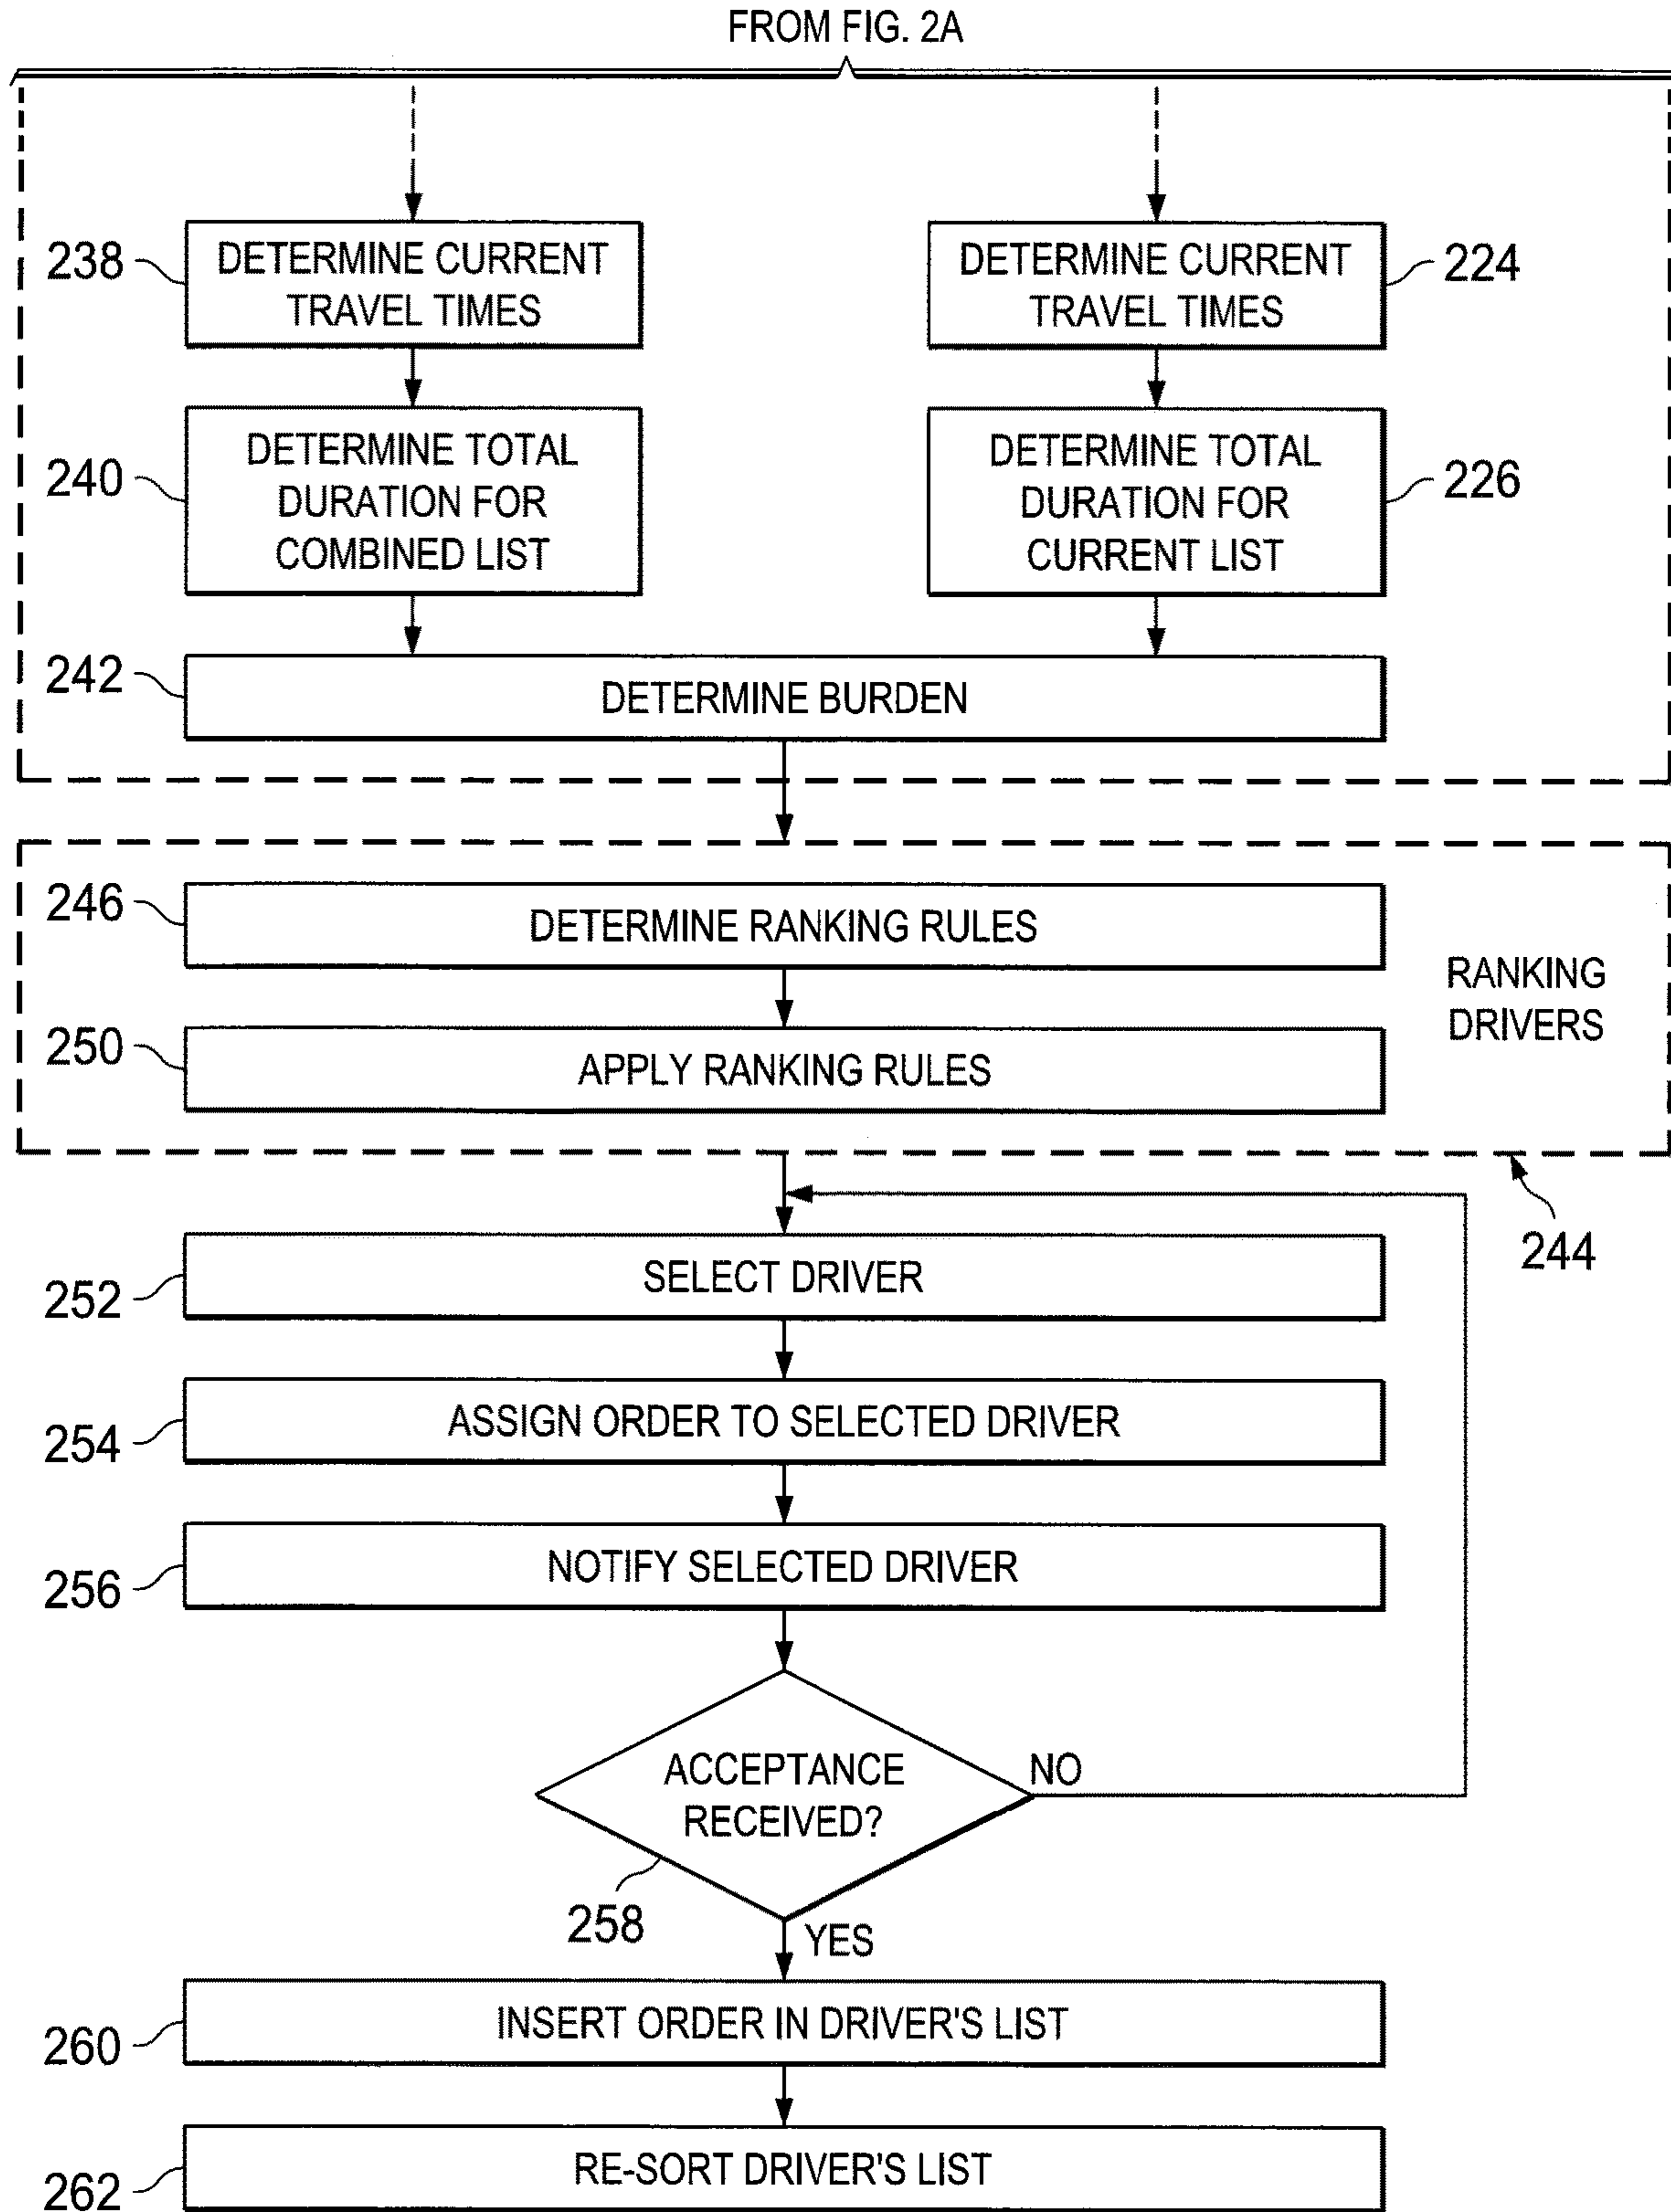 FROM FIG. 2A
238
DETERMINE CURRENT
TRAVEL TIMES
DETERMINE CURRENT
TRAVEL TIMES
224
240
DETERMINE TOTAL
DURATION FOR
COMBINED LIST
DETERMINE TOTAL
DURATION FOR
CURRENT LIST
226
242
DETERMINE BURDEN
246
DETERMINE RANKING RULES
RANKING
DRIVERS
250
APPLY RANKING RULES
244
252
SELECT DRIVER
254
ASSIGN ORDER TO SELECTED DRIVER
256
NOTIFY SELECTED DRIVER
ACCEPTANCE
RECEIVED?
NO
258
YES
260
INSERT ORDER IN DRIVER'S LIST
262
RE-SORT DRIVER'S LIST